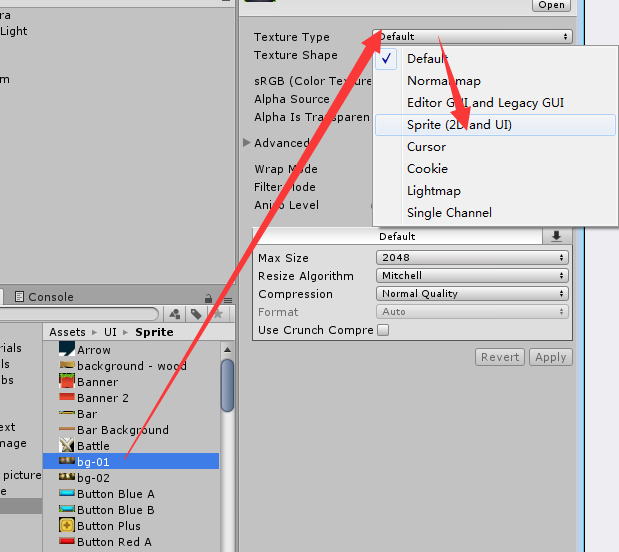 ra
Light
m
Open
Texture Type Default
Texture Shape
sRGB (Color Texture
Alpha Source
Alpha Is Transparen
Advanced
Wrap Mode
Filter Mode
Aniso Level
Default
Normal map
Editor GUI and Legacy GUI
Sprite (2D and UI)
Cursor
Cookie
Lightmap
Single Channel
Default
Max Size 2048
Resize Algorithm Mitchell
Compression Normal Quality
Format Auto
Use Crunch Compre
Revert Apply
Console
Assets UI Sprite
rials
ls
bs
ext
mage
picture
e
Arrow
background - wood
Banner
Banner 2
Bar
Bar Background
Battle
bg-01
bg-02
Button Blue A
Button Blue B
Button Plus
Button Red A